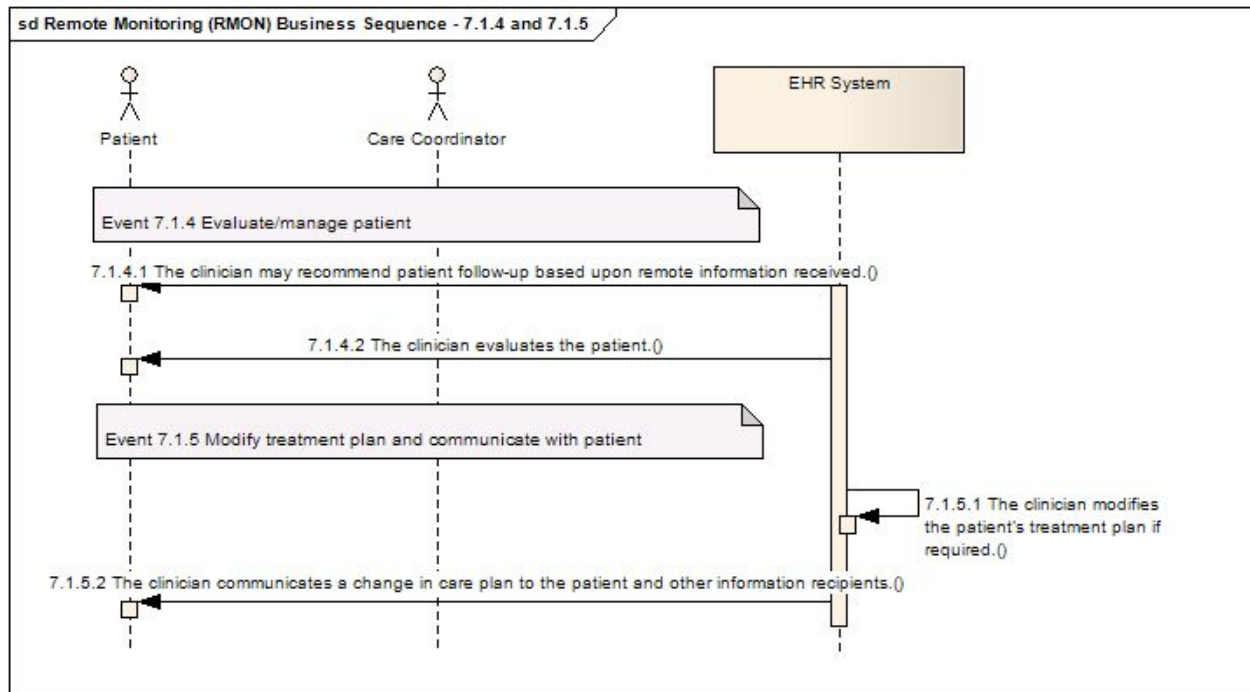 sd Remote Monitoring (RMON) Business Sequence - 7.1.4 and 7.1.5
Patient
Care Coordinator
EHR System
Event 7.1.4 Evaluate/manage patient
7.1.4.1 The clinician may recommend patient follow-up based upon remote information received.()
7.1.4.2 The clinician evaluates the patient.()
Event 7.1.5 Modify treatment plan and communicate with patient
7.1.5.1 The clinician modifies
the patient's treatment plan if
required.()
7.1.5.2 The clinician communicates a change in care plan to the patient and other information recipients.()